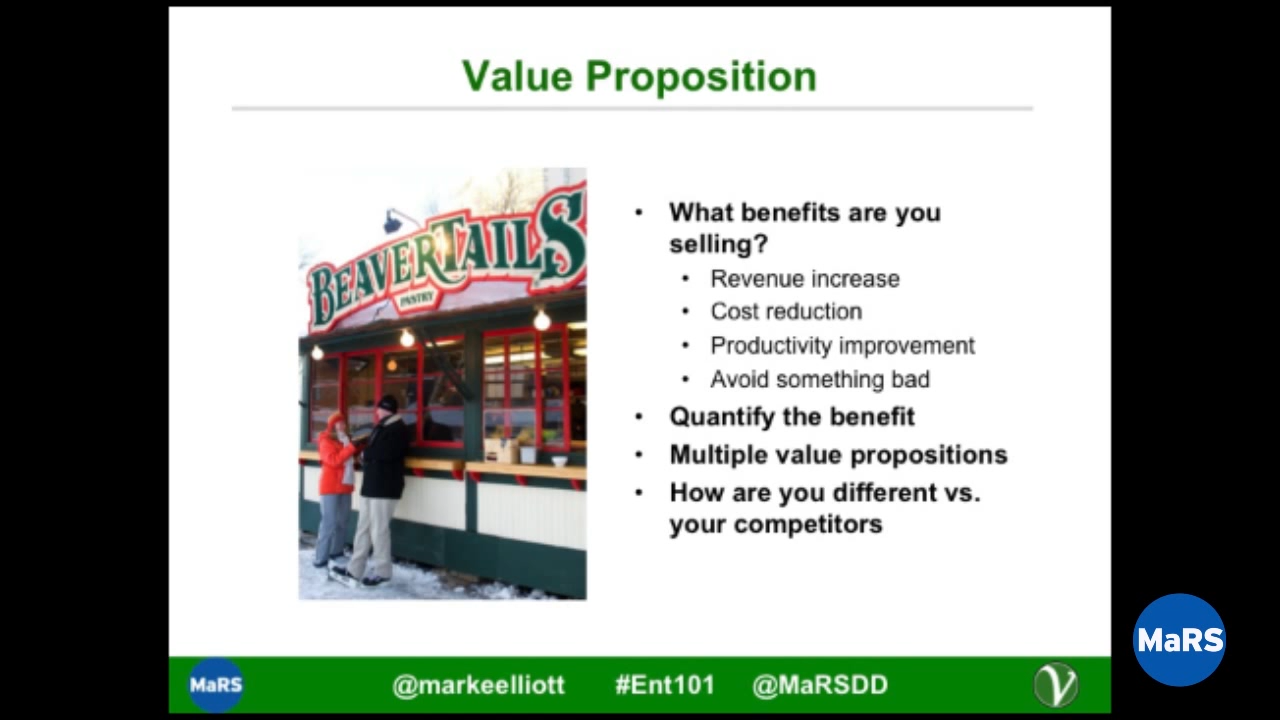 Value Proposition
BEAVERTAILS
PASTRY
• What benefits are you
selling?
• Revenue increase
• Cost reduction
• Productivity improvement
• Avoid something bad
• Quantify the benefit
• Multiple value propositions
• How are you different vs.
your competitors
MaRS
@markeelliott #Ent101 @MaRSDD
V
MaRS